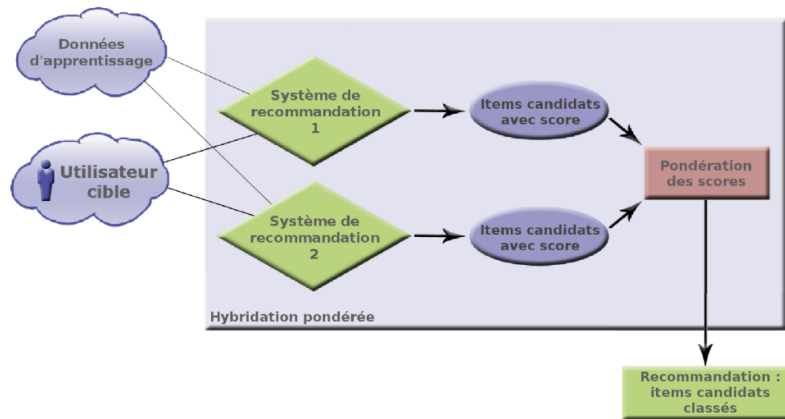 Données
d'apprentissage
Utilisateur
cible
Système de
recommandation
1
Items candidats
avec score
Pondération
des scores
Système de
recommandation
2
Items candidats
avec score
Hybridation pondérée
Recommandation :
items candidats
classés